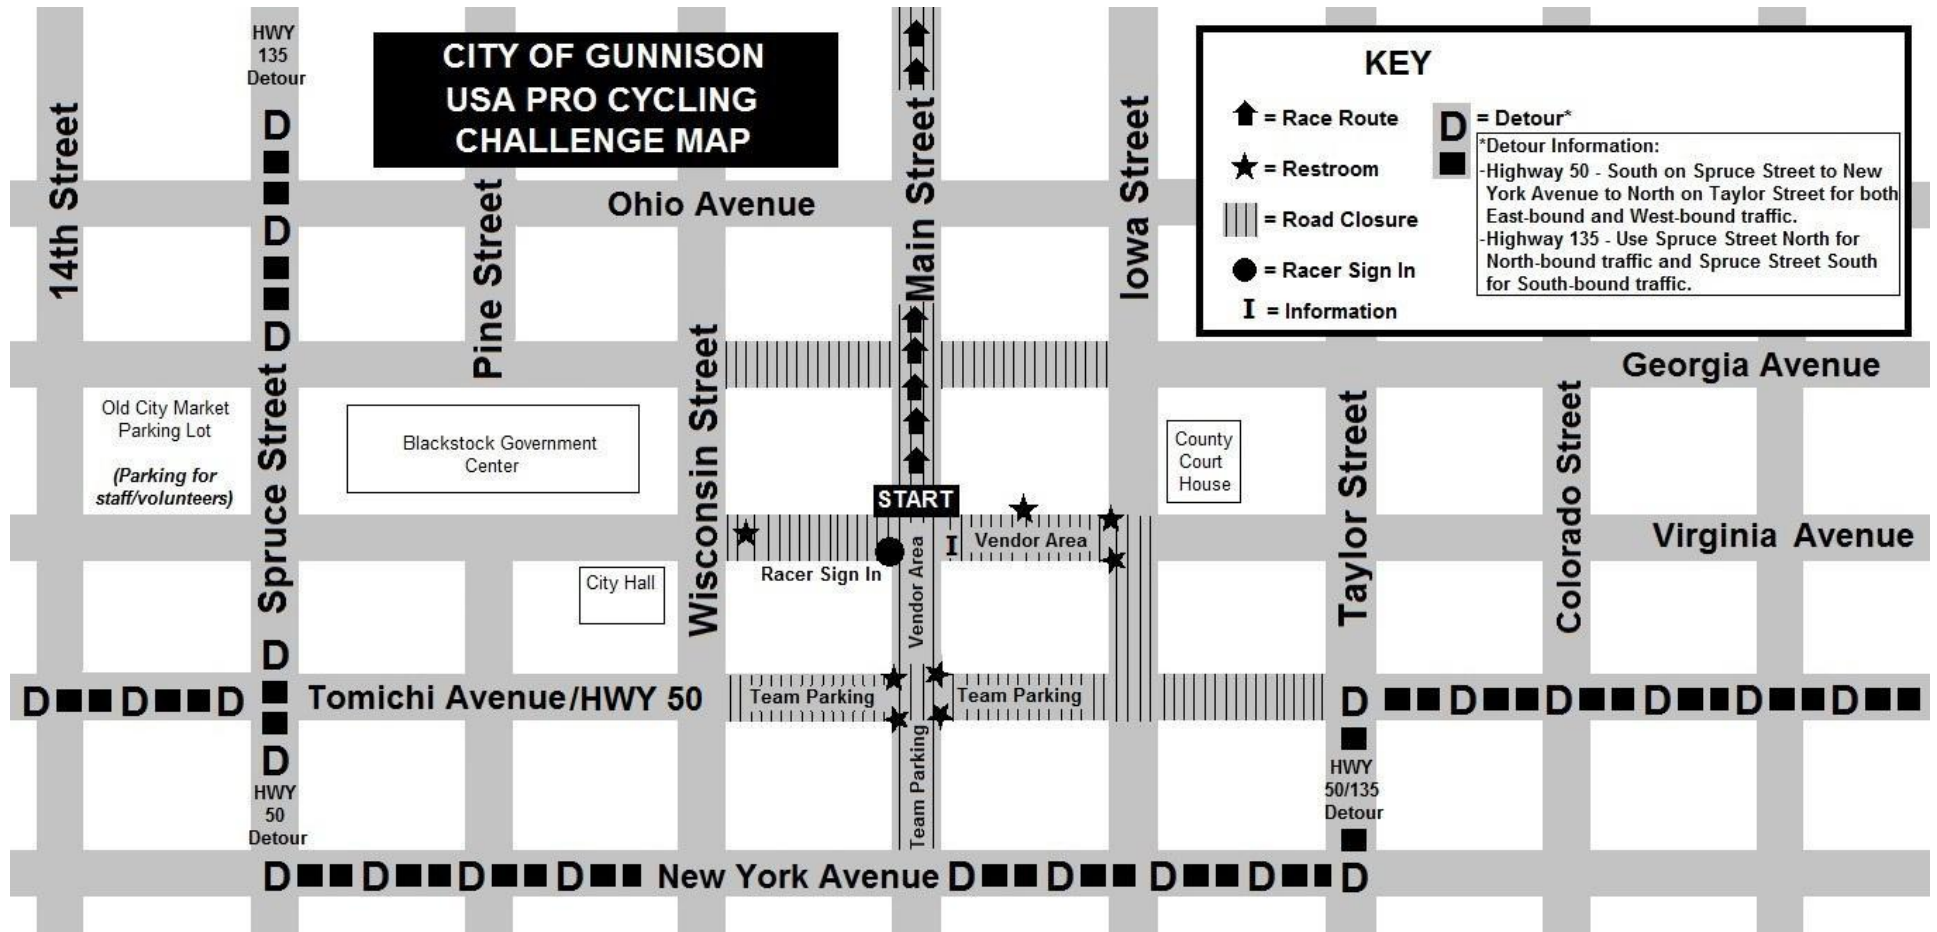 CITY OF GUNNISON
USA PRO CYCLING
CHALLENGE MAP
KEY
= Race Route
= Restroom
= Road Closure
= Racer Sign In
I = Information
D = Detour*
*Detour Information:
-Highway 50 - South on Spruce Street to New
York Avenue to North on Taylor Street for both
East-bound and West-bound traffic.
-Highway 135 - Use Spruce Street North for
North-bound traffic and Spruce Street South
for South-bound traffic.
HWY
135
Detour
D
D
D
14th Street
Spruce Street
Pine Street
Wisconsin Street
Main Street
Iowa Street
Taylor Street
Colorado Street
Ohio Avenue
Georgia Avenue
Old City Market
Parking Lot
(Parking for
staff/volunteers)
Blackstock Government
Center
County
Court
House
START
I
Vendor Area
Virginia Avenue
Racer Sign In
Vendor Area
City Hall
D
D D D
Tomichi Avenue/HWY 50
Team Parking
Team Parking
D D D D D D
D
HWY
50
Detour
Team Parking
HWY
50/135
Detour
D D D D New York Avenue D D D D D